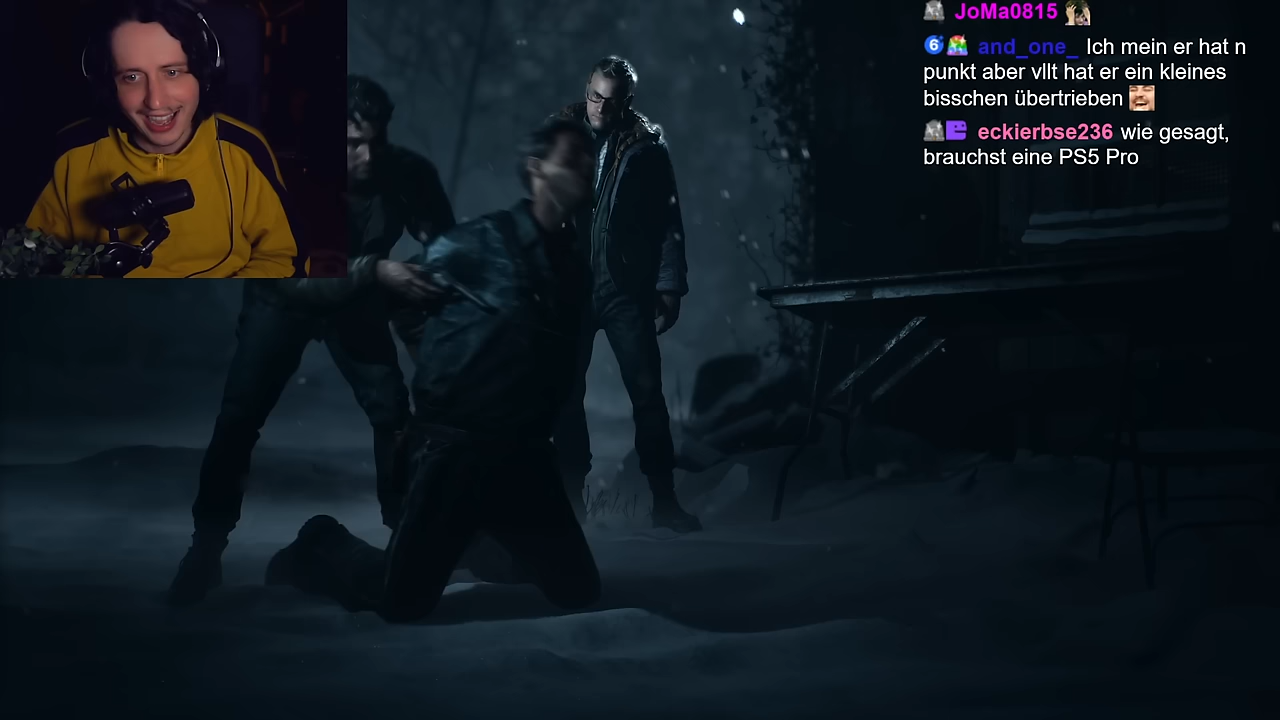 JoMa0815
and_one_ Ich mein er hat n
punkt aber vllt hat er ein kleines
bisschen übertrieben
eckierbse236 wie gesagt,
brauchst eine PS5 Pro